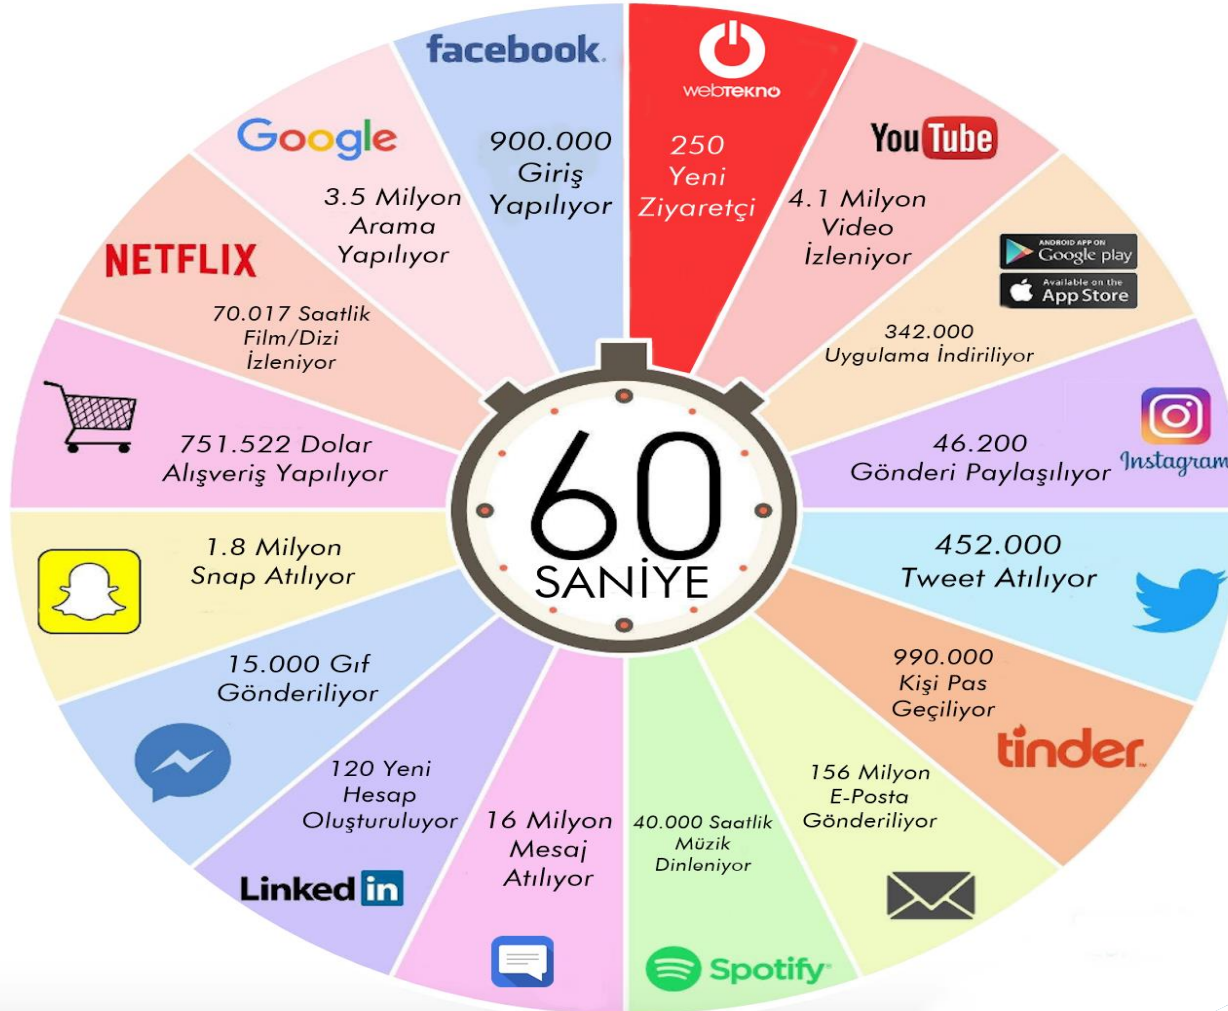 facebook.
900.000
Giriş
Yapılıyor
webtekno
250
Yeni
Ziyaretçi
You Tube
4.1 Milyon
Video
İzleniyor
ANDROID APP ON
Google play
Available on the
App Store
342.000
Uygulama İndiriliyor
Instagram
46.200
Gönderi Paylaşılıyor
452.000
Tweet Atılıyor
990.000
Kişi Pas
Geçiliyor
tinder
156 Milyon
E-Posta
Gönderiliyor
40.000 Saatlik
Müzik
Dinleniyor
Spotify
16 Milyon
Mesaj
Atılıyor
120 Yeni
Hesap
Oluşturuluyor
Linked in
15.000 Gıf
Gönderiliyor
1.8 Milyon
Snap Atılıyor
751.522 Dolar
Alışveriş Yapılıyor
NETFLIX
70.017 Saatlik
Film/Dizi
İzleniyor
Google
3.5 Milyon
Arama
Yapılıyor
60
SANİYE